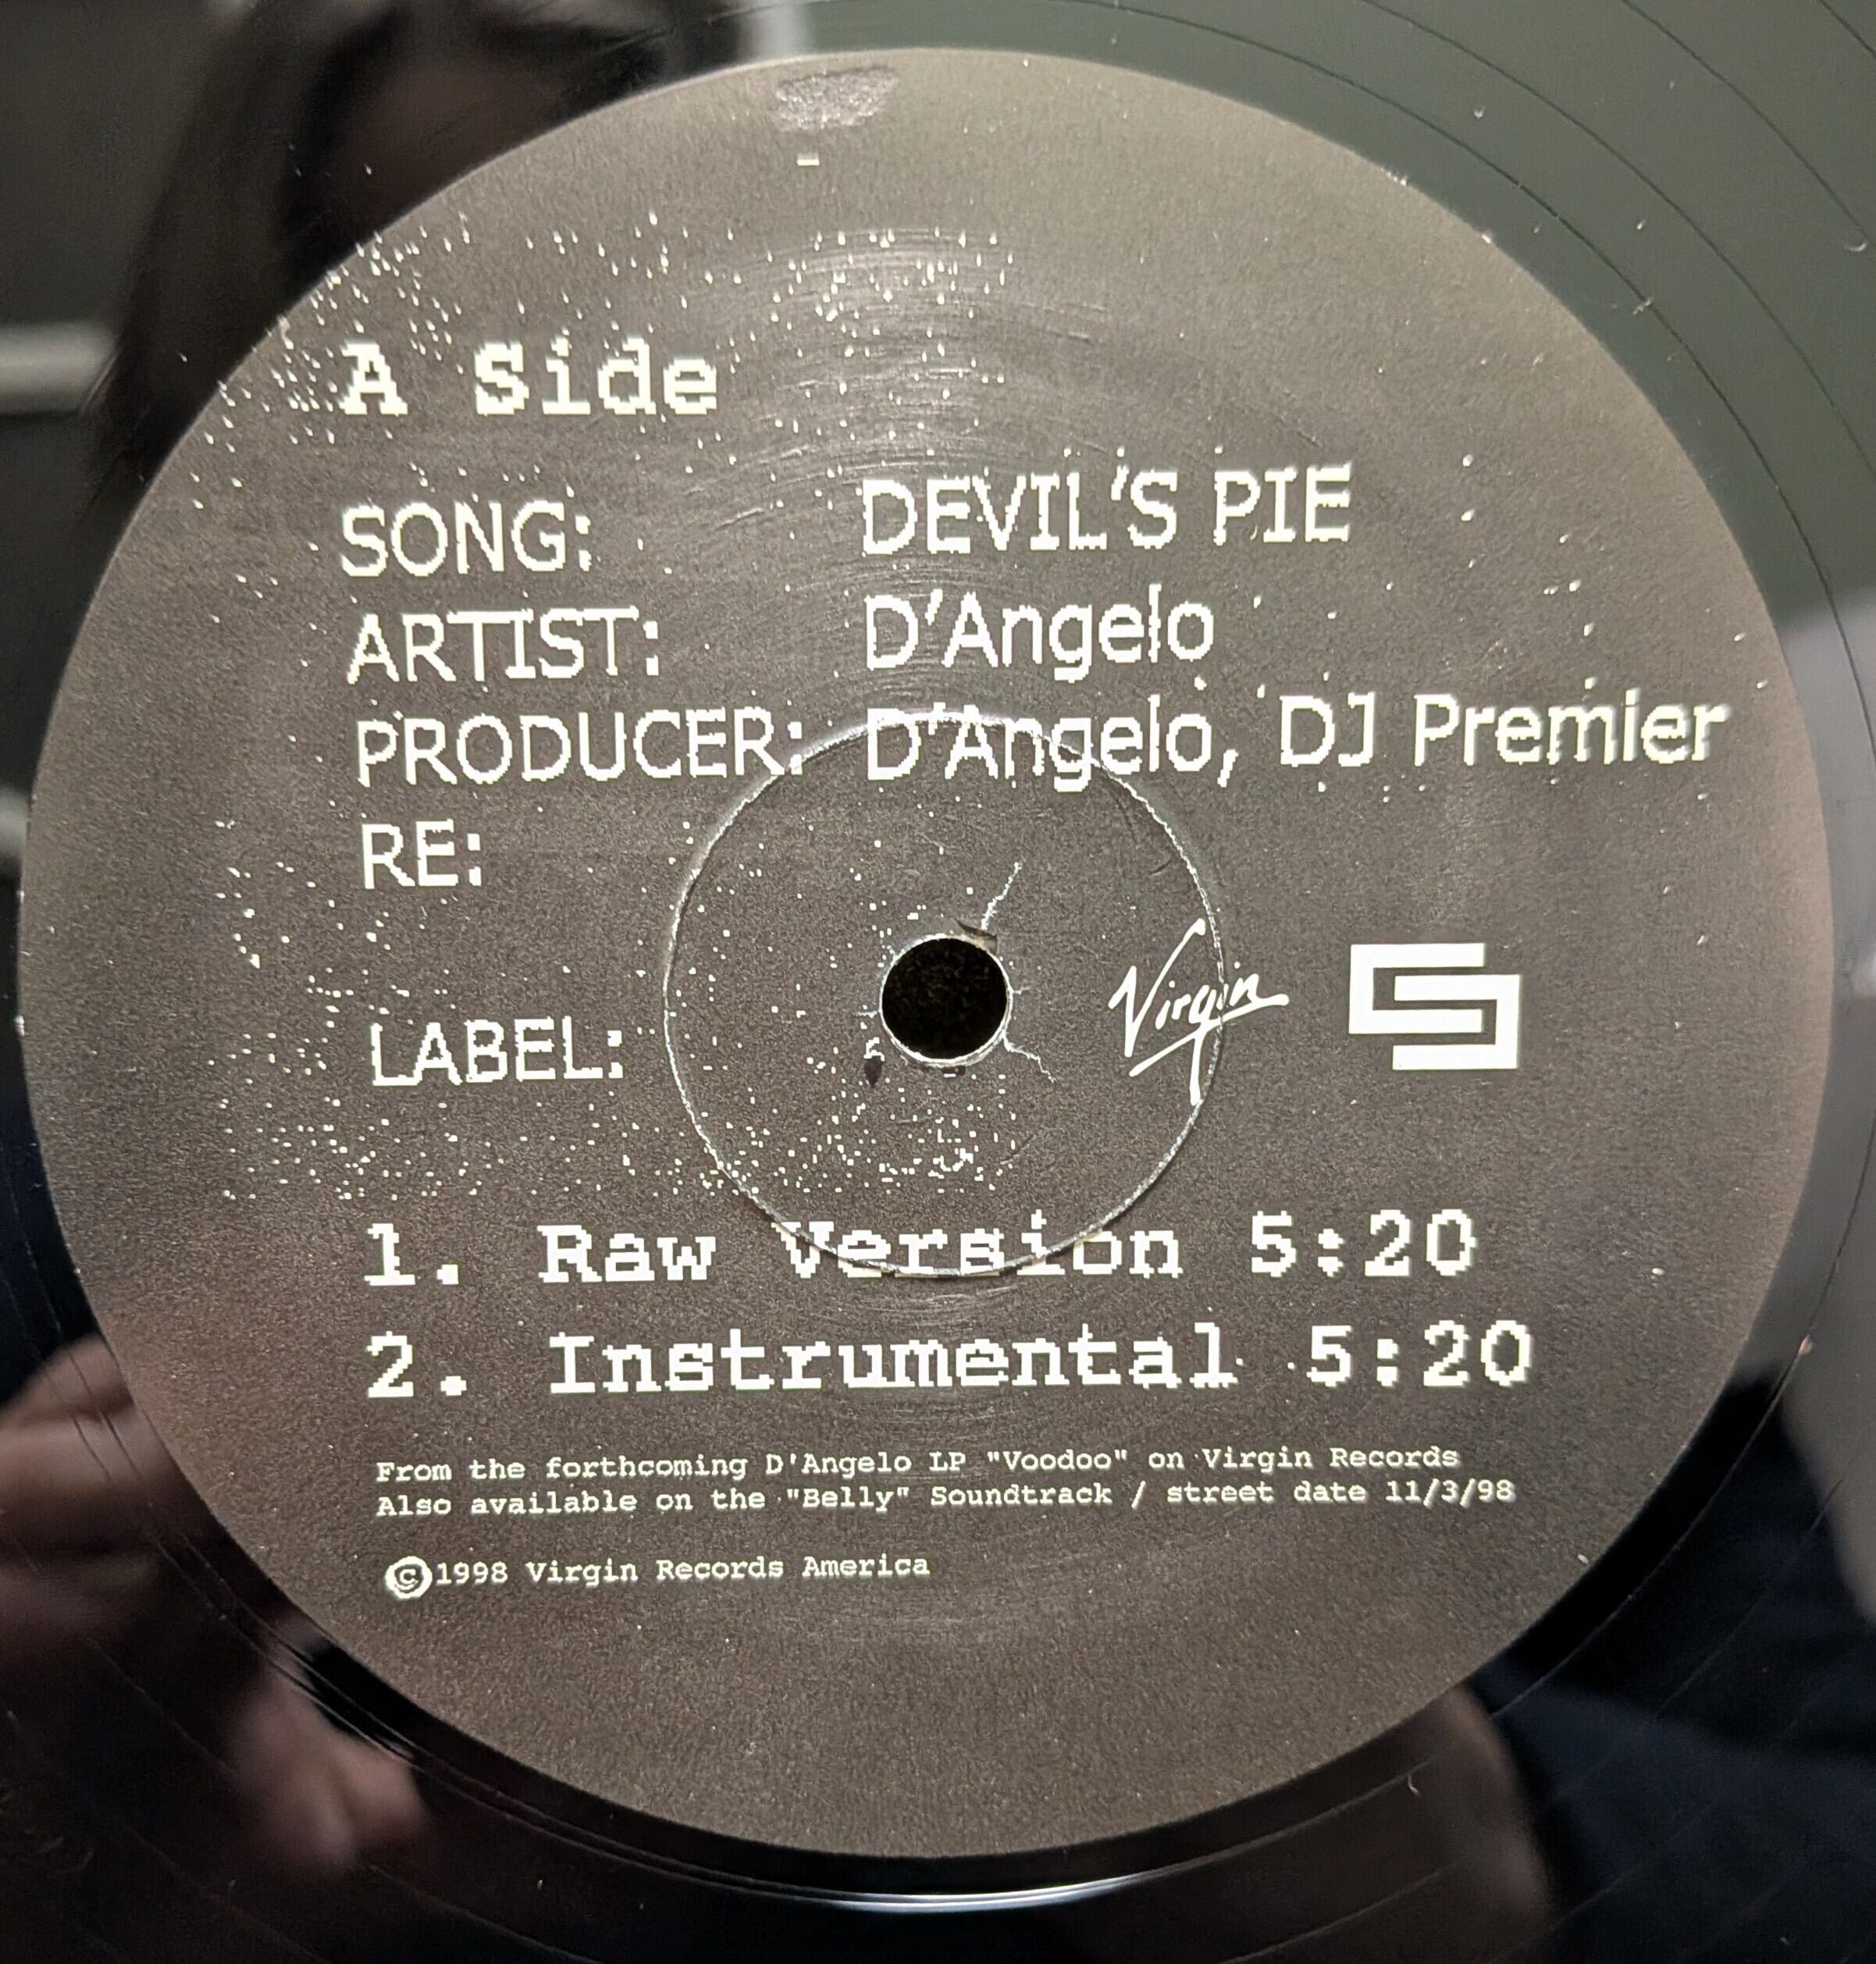 A Side
SONG: DEVIL'S PIE
ARTIST: D'Angelo
PRODUCER: D'Angelo, DJ Premier
RE:
LABEL: Virgin
1. Raw Version 5:20
2. Instrumental 5:20
From the forthcoming D'Angelo LP "Voodoo" on Virgin Records
Also available on the "Belly" Soundtrack / street date 11/3/98
©1998 Virgin Records America